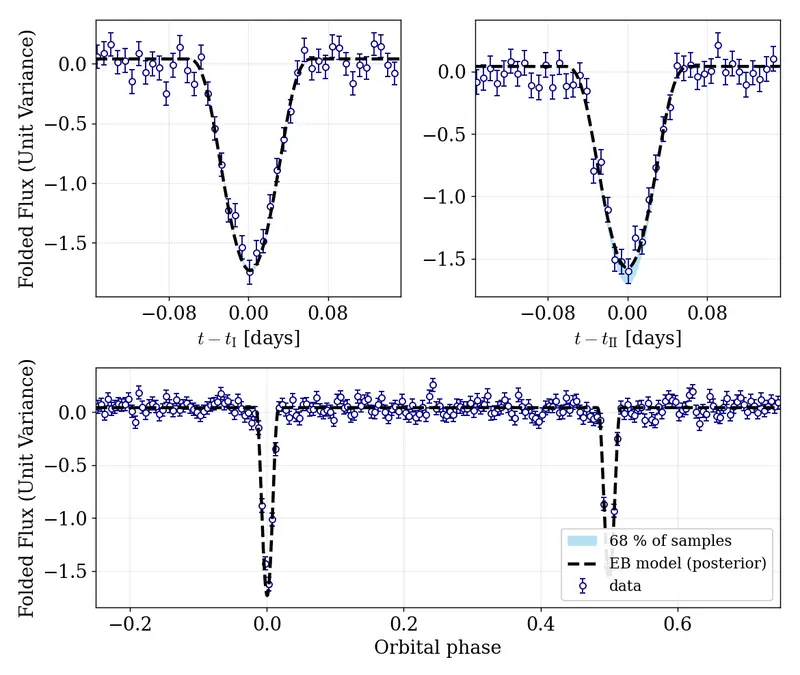 Folded Flux (Unit Variance)
0.0
−0.5
−1.0
−1.5
−0.08 0.00 0.08
t − t_I [days]
0.0
−0.5
−1.0
−1.5
−0.08 0.00 0.08
t − t_II [days]
Folded Flux (Unit Variance)
0.0
−0.5
−1.0
−1.5
68 % of samples
EB model (posterior)
data
−0.2 0.0 0.2 0.4 0.6
Orbital phase